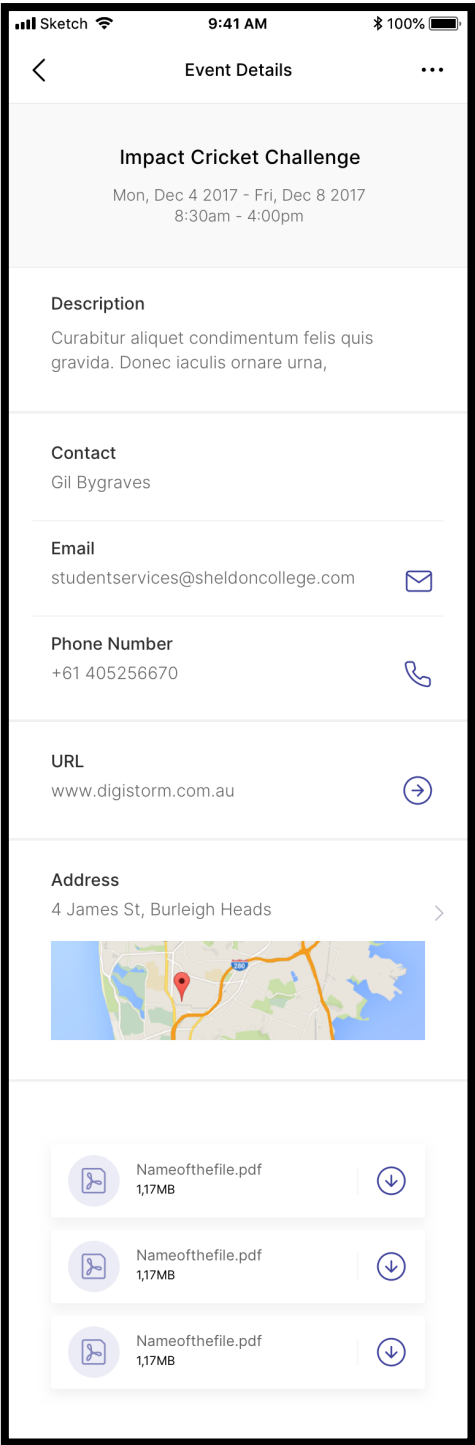 Sketch 9:41 AM 100%
Event Details
Impact Cricket Challenge
Mon, Dec 4 2017 - Fri, Dec 8 2017
8:30am - 4:00pm
Description
Curabitur aliquet condimentum felis quis
gravida. Donec iaculis ornare urna,
Contact
Gil Bygraves
Email
studentservices@sheldoncollege.com
Phone Number
+61 405256670
URL
www.digistorm.com.au
Address
4 James St, Burleigh Heads
280
Nameofthefile.pdf
1,17MB
Nameofthefile.pdf
1,17MB
Nameofthefile.pdf
1,17MB